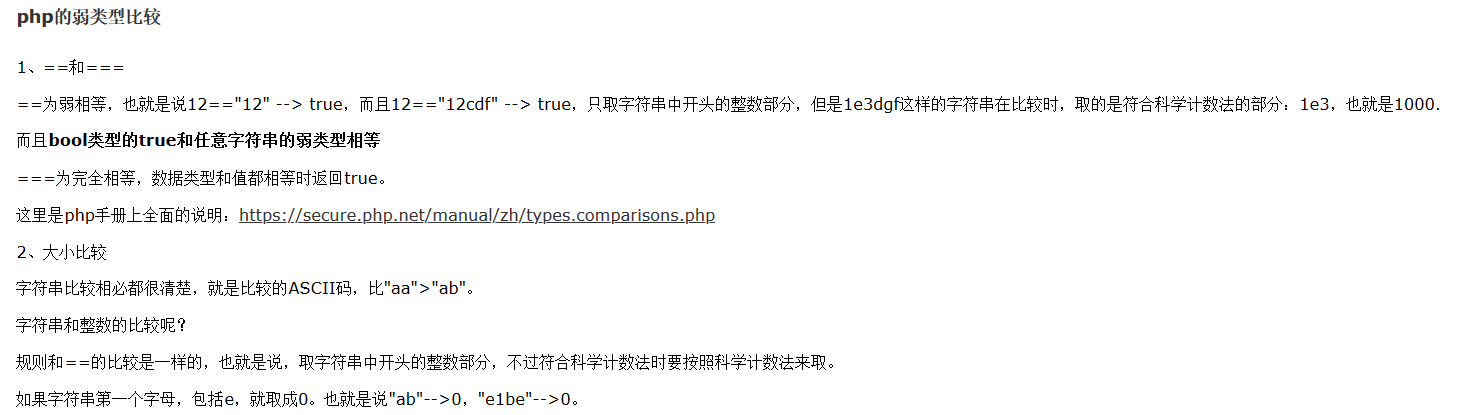 php的弱类型比较
1、==和===
==为弱相等，也就是说12=="12" --> true，而且12=="12cdf" --> true，只取字符串中开头的整数部分，但是1e3dgf这样的字符串在比较时，取的是符合科学计数法的部分：1e3，也就是1000.
而且bool类型的true和任意字符串的弱类型相等
===为完全相等，数据类型和值都相等时返回true。
这里是php手册上全面的说明：https://secure.php.net/manual/zh/types.comparisons.php
2、大小比较
字符串比较相必都很清楚，就是比较的ASCII码，比"aa">"ab"。
字符串和整数的比较呢？
规则和==的比较是一样的，也就是说，取字符串中开头的整数部分，不过符合科学计数法时要按照科学计数法来取。
如果字符串第一个字母，包括e，就取成0。也就是说"ab"-->0，"e1be"-->0。